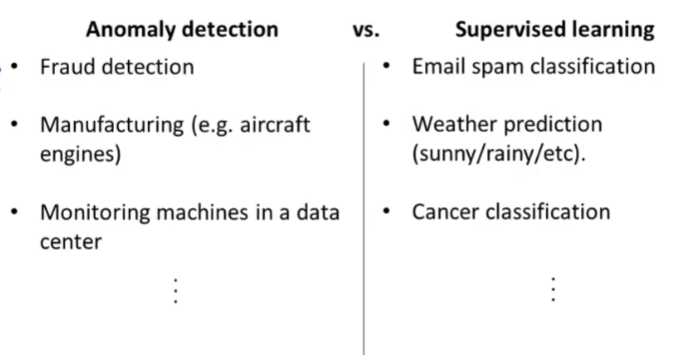 Anomaly detection vs. Supervised learning
• Fraud detection
• Manufacturing (e.g. aircraft
engines)
• Monitoring machines in a data
center
⋮
• Email spam classification
• Weather prediction
(sunny/rainy/etc).
• Cancer classification
⋮